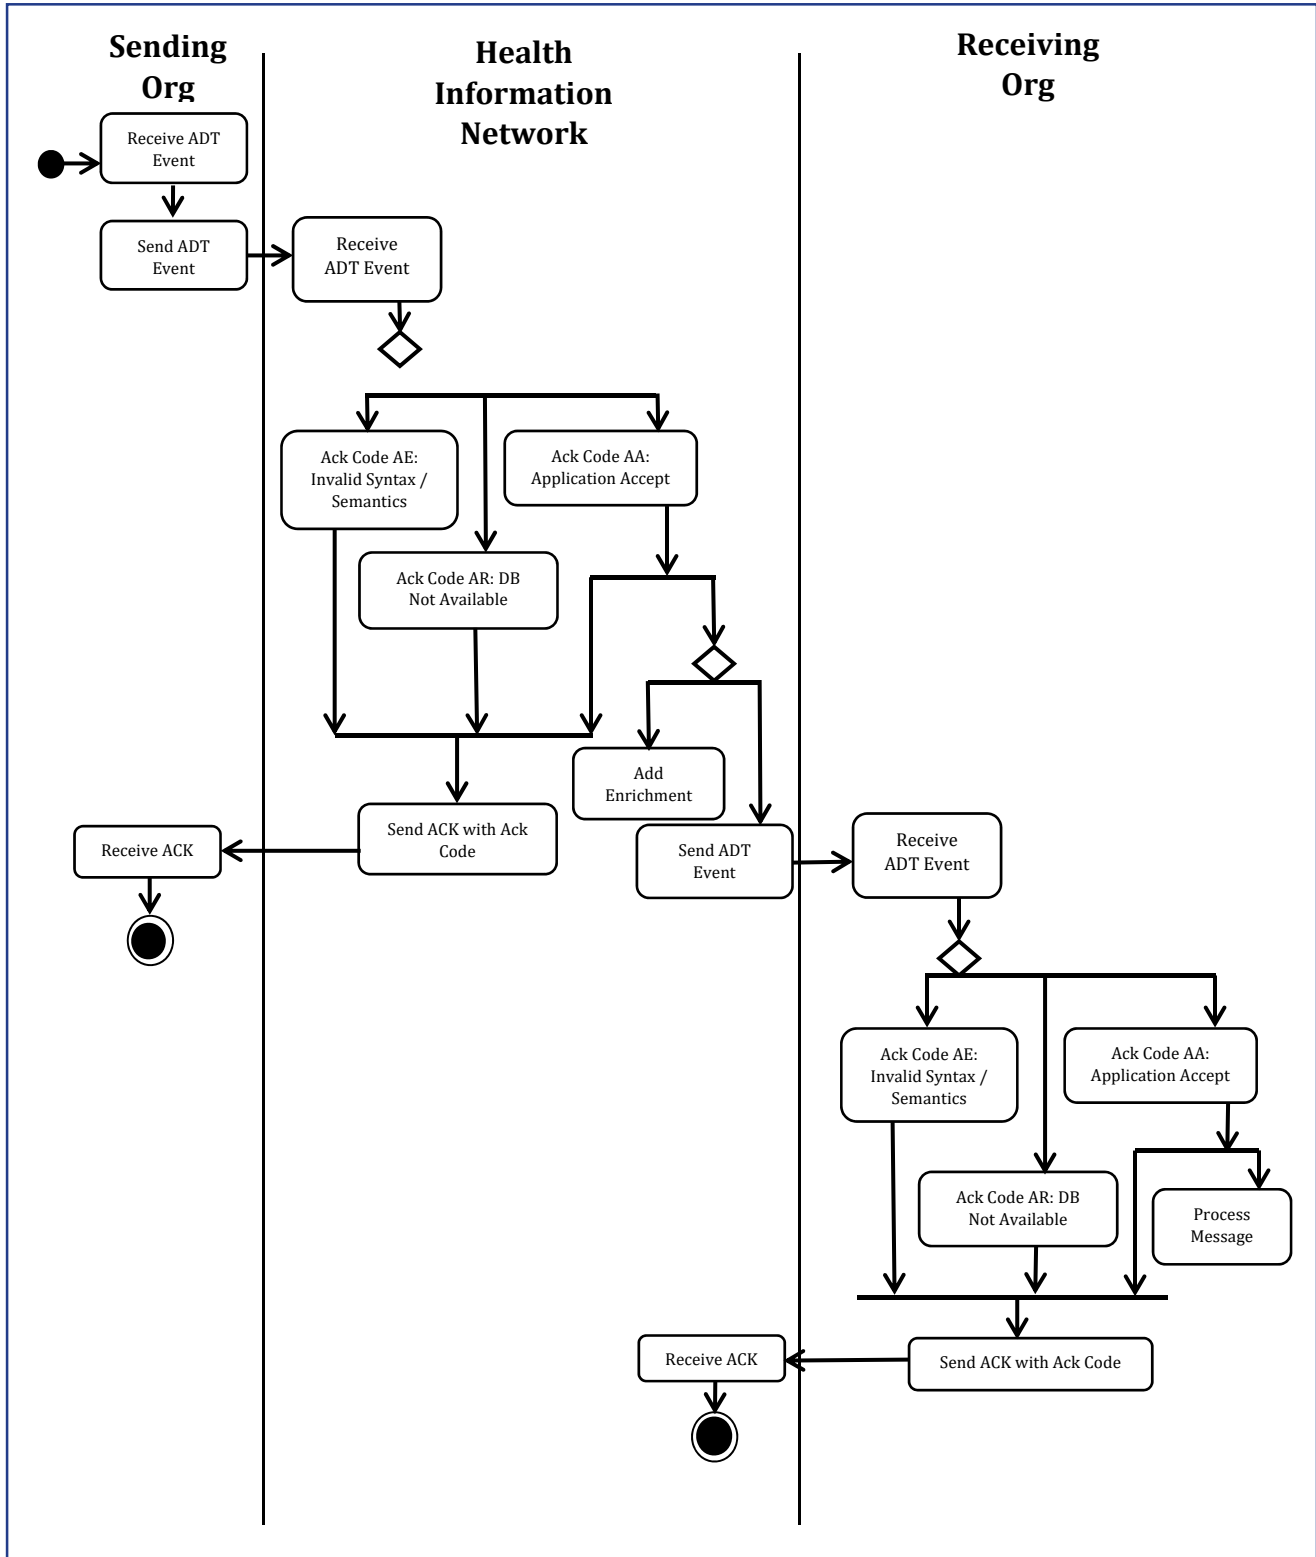 Sending
Org
Health
Information
Network
Receiving
Org
Receive ADT
Event
Send ADT
Event
Receive
ADT Event
Ack Code AE:
Invalid Syntax /
Semantics
Ack Code AA:
Application Accept
Ack Code AR: DB
Not Available
Add
Enrichment
Send ACK with Ack
Code
Receive ACK
Send ADT
Event
Receive
ADT Event
Ack Code AE:
Invalid Syntax /
Semantics
Ack Code AA:
Application Accept
Ack Code AR: DB
Not Available
Process
Message
Receive ACK
Send ACK with Ack Code